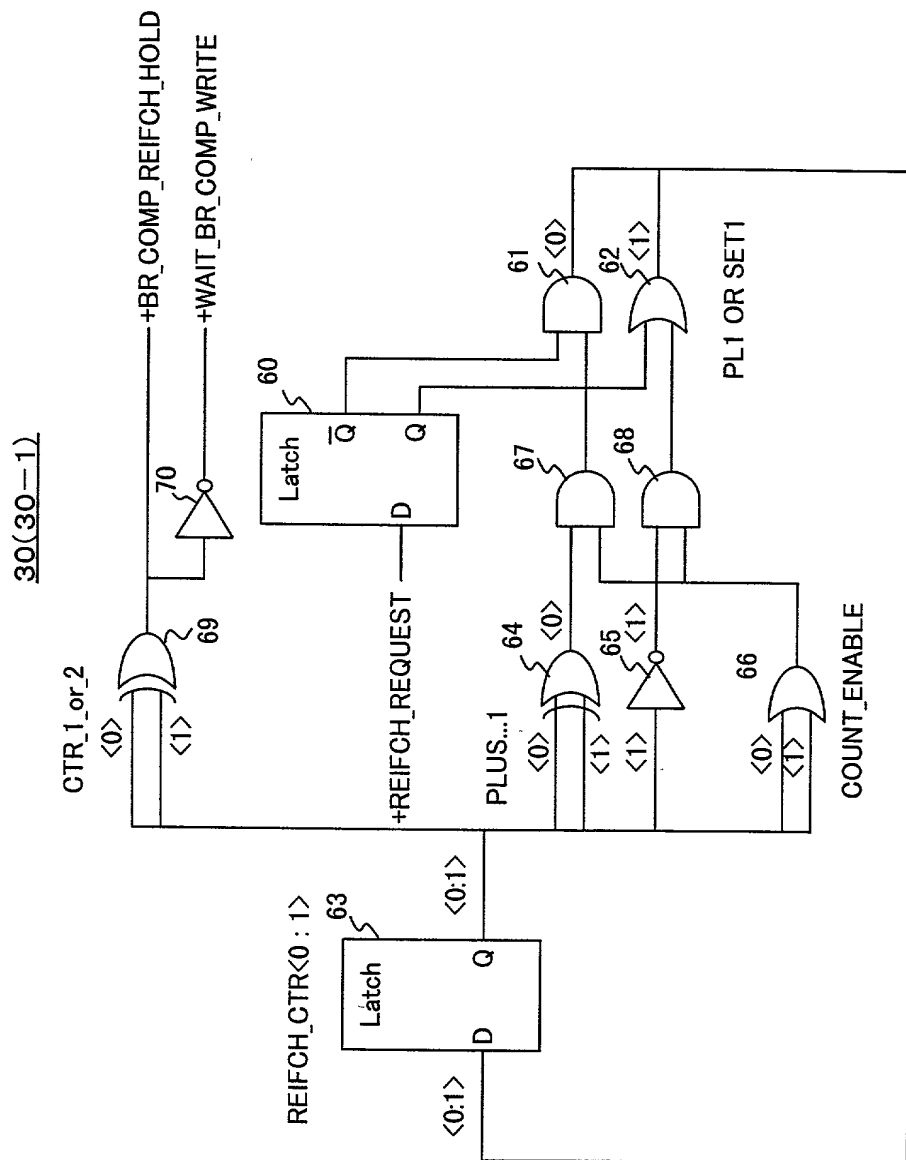 30(30-1)
CTR_1_or_2
<0>
<1>
69
70
+BR_COMP_REIFCH_HOLD
+WAIT_BR_COMP_WRITE
REIFCH_CTR<0:1>
63
<0:1>
D
Latch
Q
<0:1>
+REIFCH_REQUEST
60
D
Latch
Q
Q
PLUS...1
<0>
<1>
64
<0>
<1>
65
<1>
<0>
<1>
66
COUNT_ENABLE
67
68
61
<0>
62
<1>
PL1 OR SET1